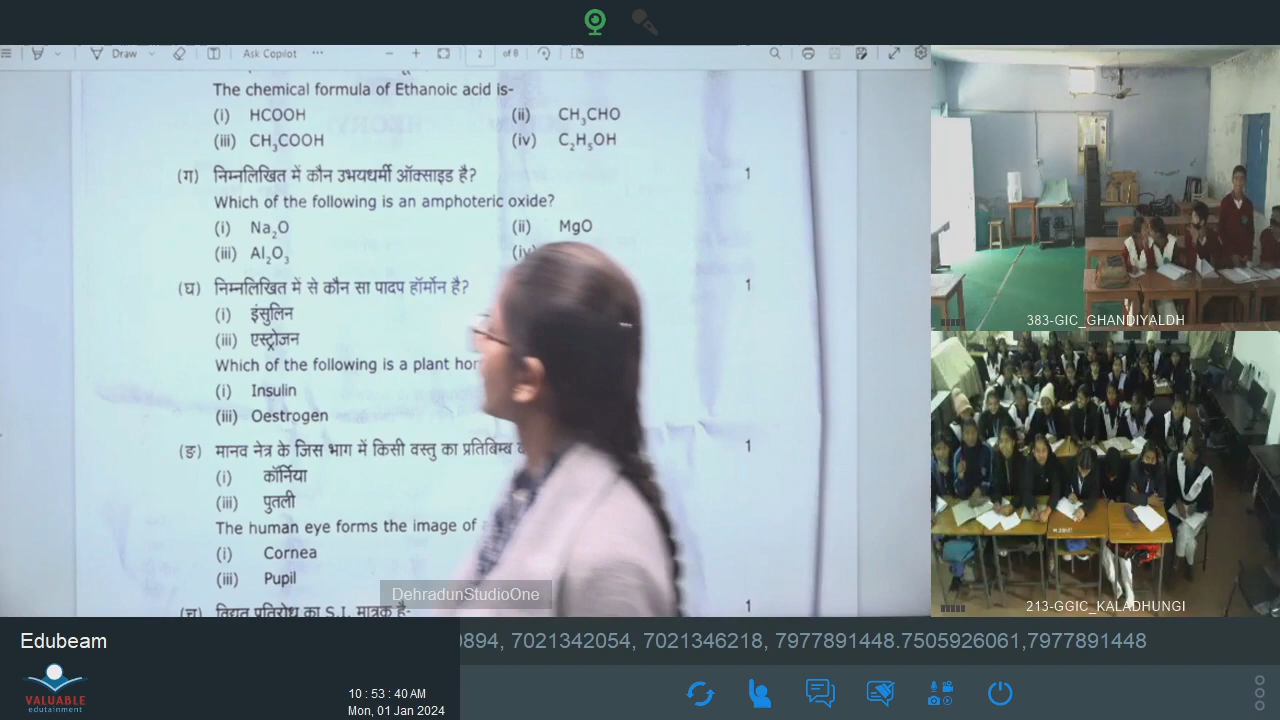 Draw
Ask Copilot
2 of 8
The chemical formula of Ethanoic acid is-
(i) HCOOH (ii) CH₃CHO
(iii) CH₃COOH (iv) C₂H₅OH
(ग) निम्नलिखित में कौन उभयधर्मी ऑक्साइड है? 1
Which of the following is an amphoteric oxide?
(i) Na₂O (ii) MgO
(iii) Al₂O₃
(घ) निम्नलिखित में से कौन सा पादप हॉर्मोन है? 1
(i) इंसुलिन
(iii) एस्ट्रोजन
Which of the following is a plant
(i) Insulin
(iii) Oestrogen
(ङ) मानव नेत्र के जिस भाग में किसी वस्तु का प्रतिबिम्ब 1
(i) कॉर्निया
(iii) पुतली
The human eye forms the image of
(i) Cornea
(iii) Pupil
(च) विद्युत प्रतिरोध का S.I. मात्रक है- 1
DehradunStudioOne
383-GIC_GHANDIYALDH
213-GGIC_KALADHUNGI
Edubeam
0894, 7021342054, 7021346218, 7977891448.7505926061,7977891448
VALUABLE
edutainment
10 : 53 : 40 AM
Mon, 01 Jan 2024